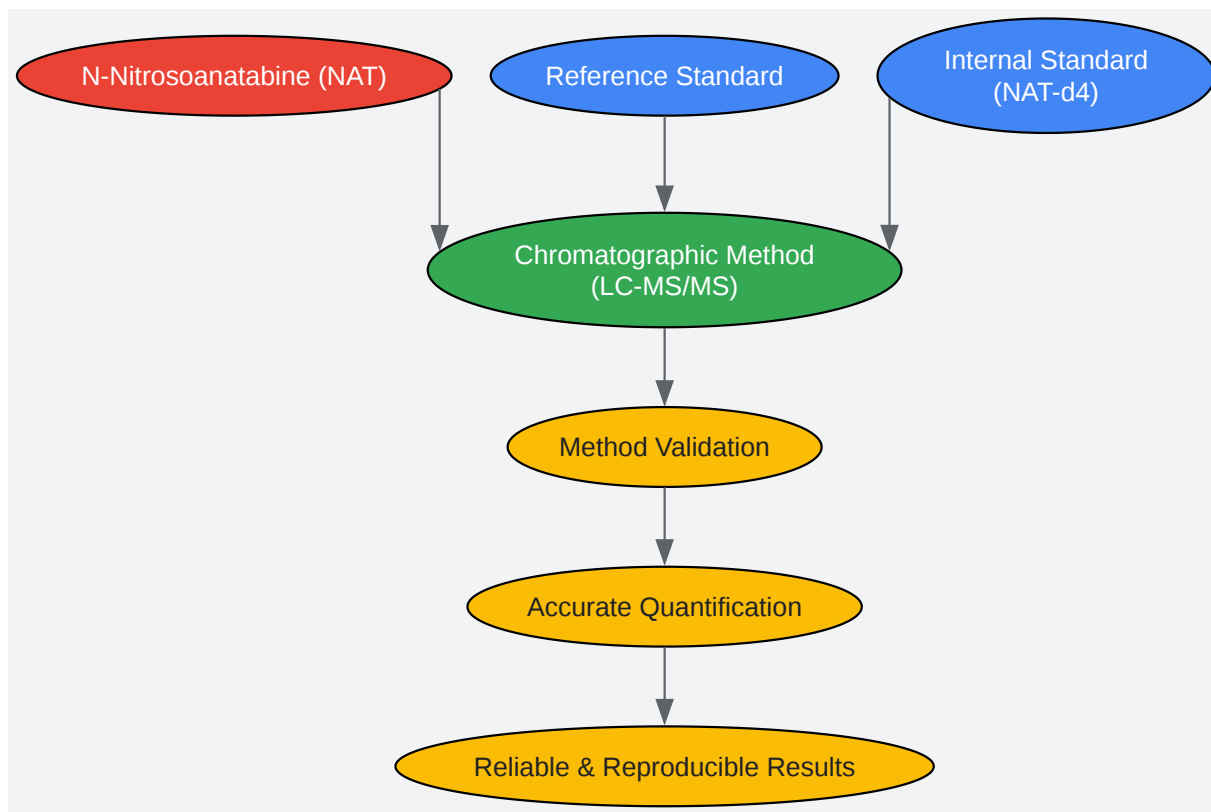 N-Nitrosoanatabine (NAT)
Reference Standard
Internal Standard
(NAT-d4)
Chromatographic Method
(LC-MS/MS)
Method Validation
Accurate Quantification
Reliable & Reproducible Results